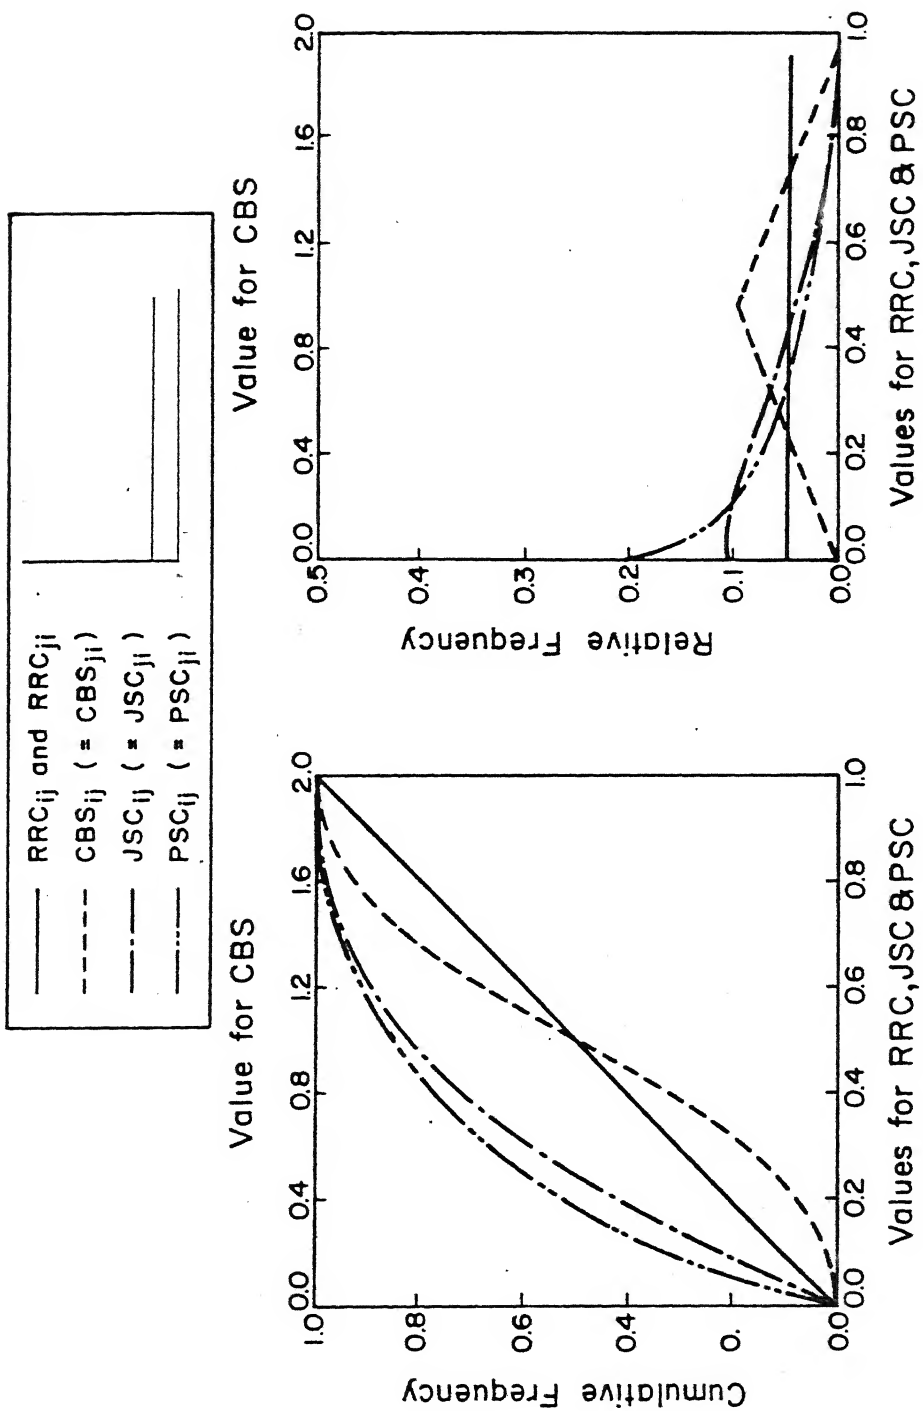 RRCij and RRCji
CBSij ( = CBSji )
JSCij ( = JSCji )
PSCij ( = PSCji )
Value for CBS
0.0 0.4 0.8 1.2 1.6 2.0
Cumulative Frequency
1.0
0.8
0.6
0.4
0.
0.0
0.0 0.2 0.4 0.6 0.8 1.0
Values for RRC, JSC & PSC
Value for CBS
0.0 0.4 0.8 1.2 1.6 2.0
Relative Frequency
0.5
0.4
0.3
0.2
0.1
0.0
0.0 0.2 0.4 0.6 0.8 1.0
Values for RRC, JSC & PSC